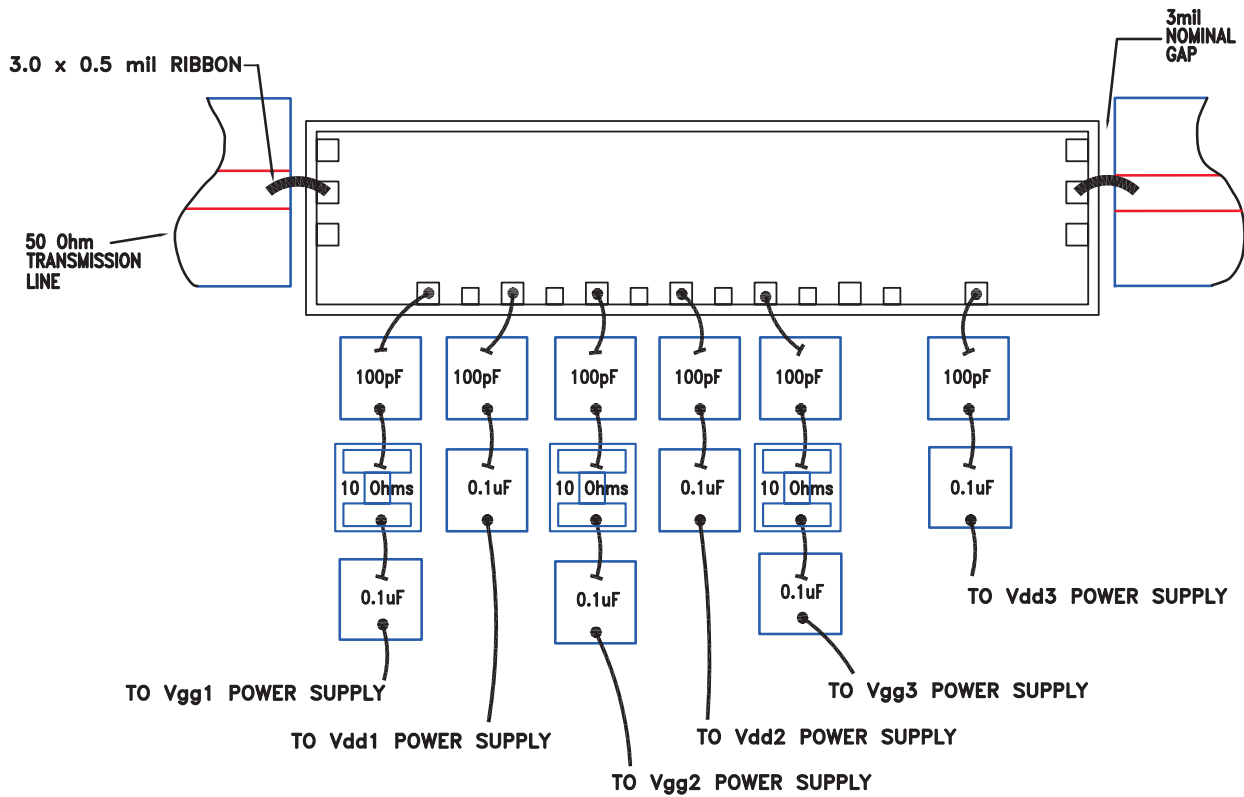 3mil
NOMINAL
GAP
3.0 x 0.5 mil RIBBON
50 Ohm
TRANSMISSION
LINE
100pF
100pF
100pF
100pF
100pF
100pF
10 Ohms
0.1uF
10 Ohms
0.1uF
10 Ohms
0.1uF
0.1uF
0.1uF
0.1uF
TO Vdd3 POWER SUPPLY
TO Vgg1 POWER SUPPLY
TO Vgg3 POWER SUPPLY
TO Vdd1 POWER SUPPLY
TO Vdd2 POWER SUPPLY
TO Vgg2 POWER SUPPLY